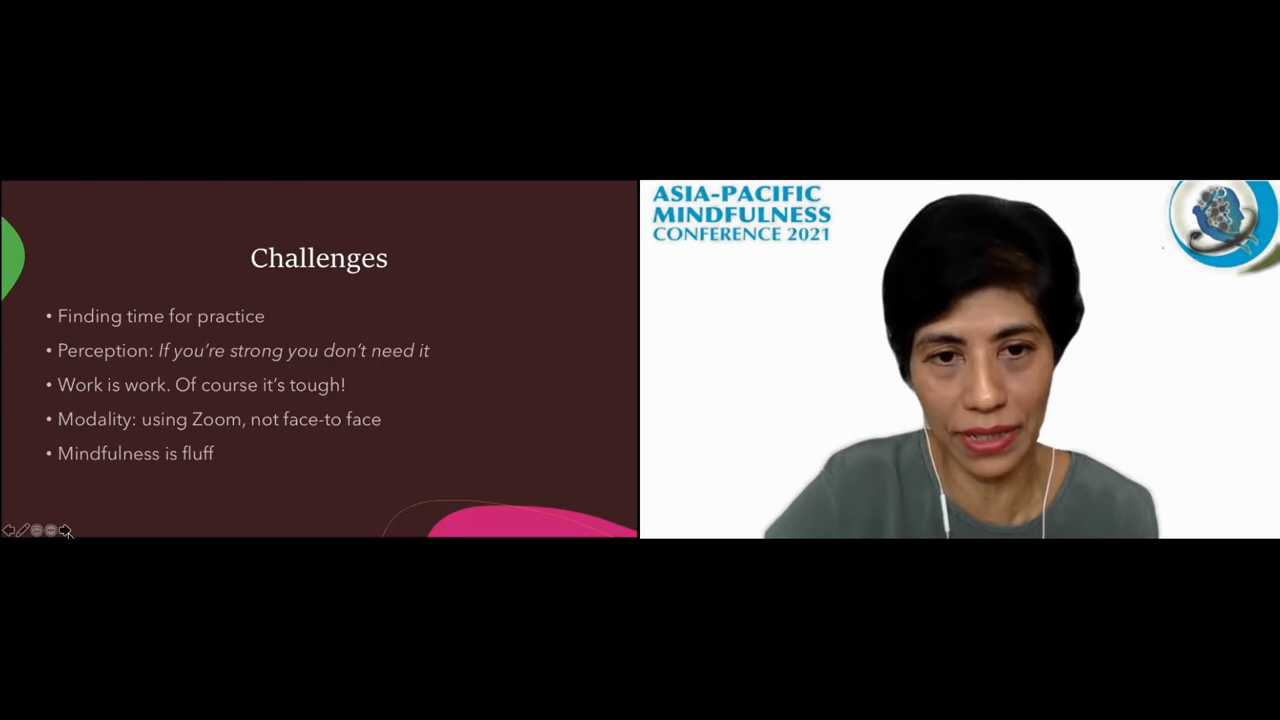 Challenges
• Finding time for practice
• Perception: If you're strong you don't need it
• Work is work. Of course it's tough!
• Modality: using Zoom, not face-to face
• Mindfulness is fluff
ASIA-PACIFIC
MINDFULNESS
CONFERENCE 2021